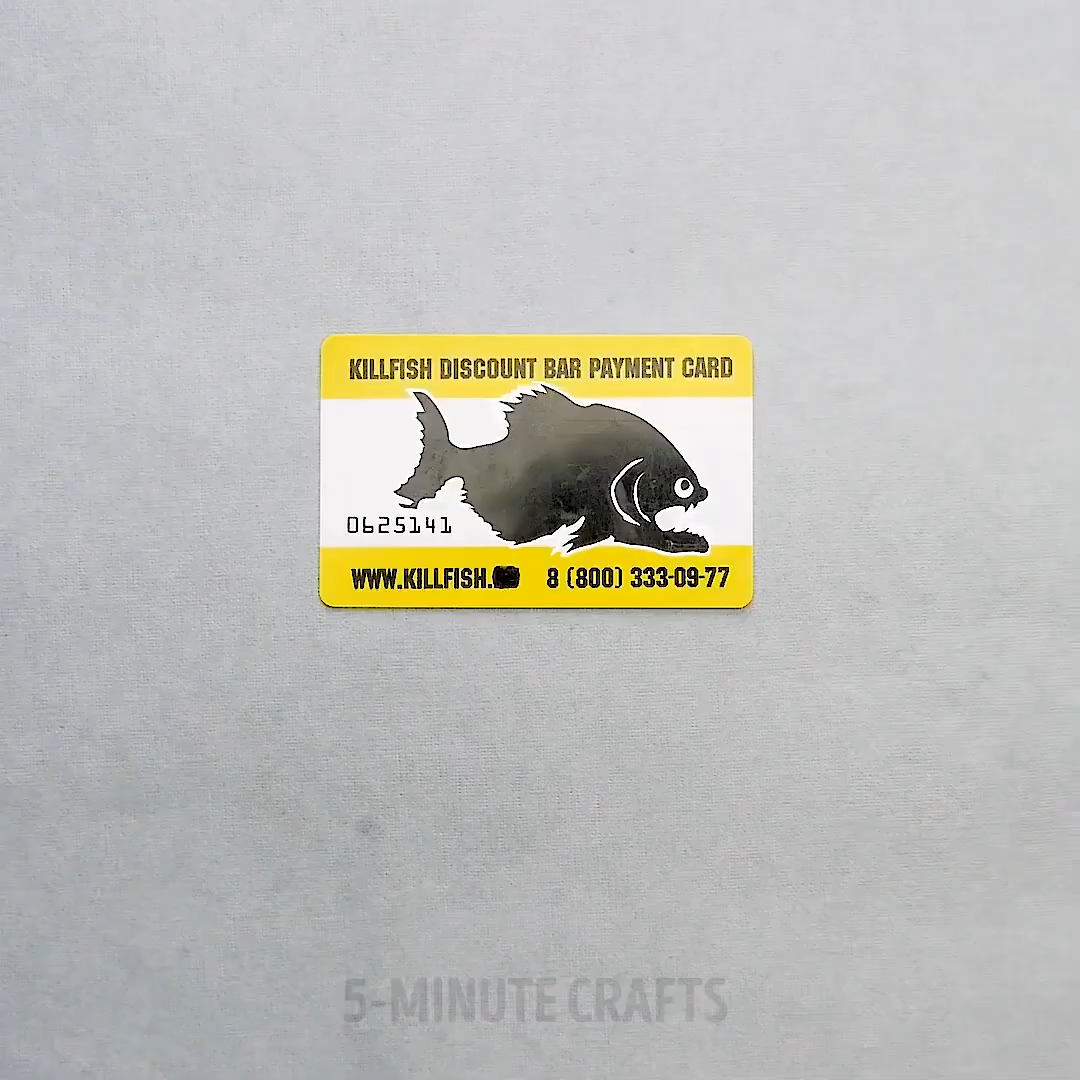 KILLFISH DISCOUNT BAR PAYMENT CARD
0625141
WWW.KILLFISH. 8 (800) 333-09-77
5-MINUTE CRAFTS